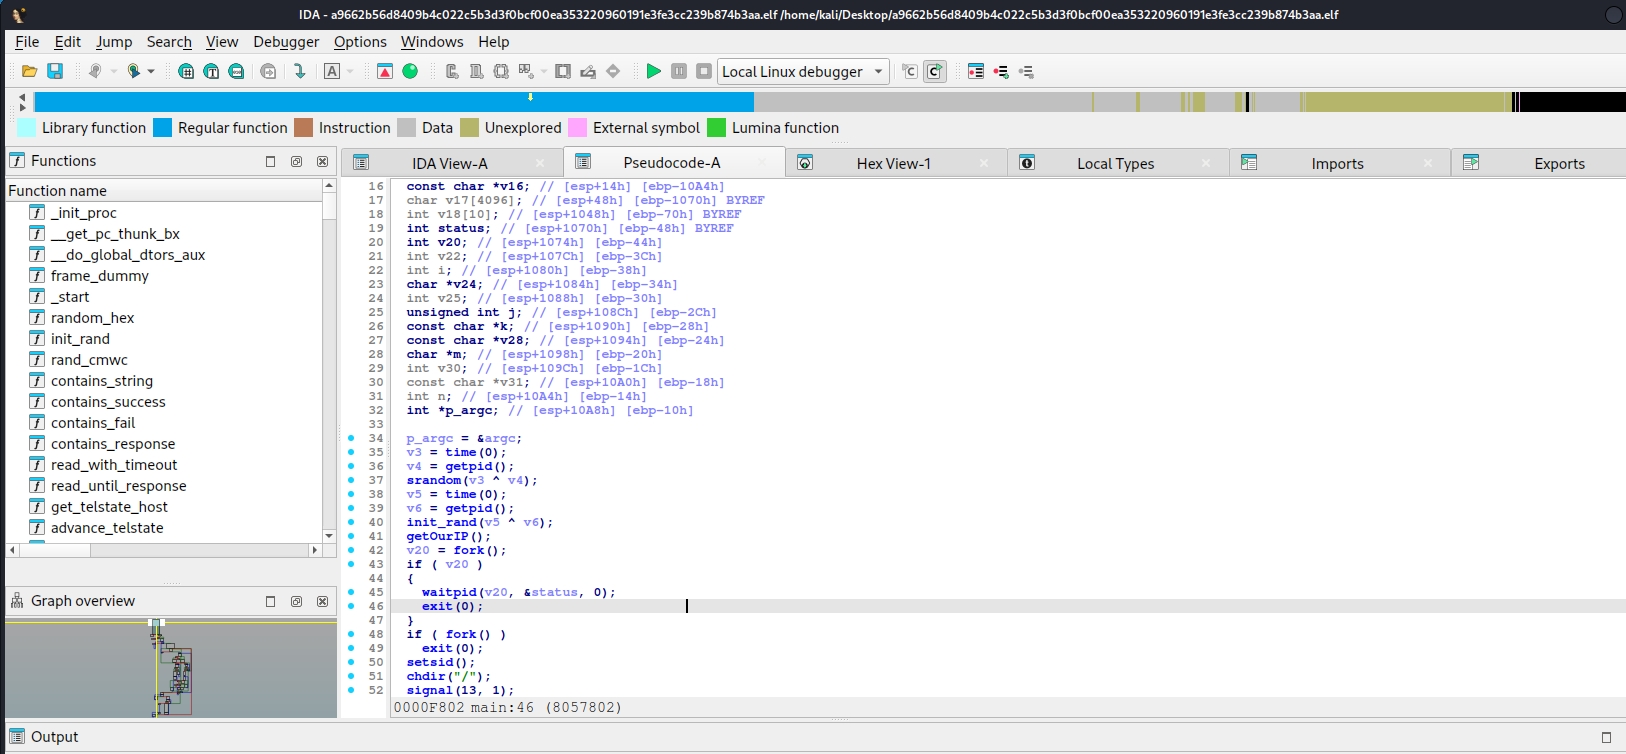 IDA - a9662b56d8409b4c022c5b3d3f0bcf00ea353220960191e3fe3cc239b874b3aa.elf /home/kali/Desktop/a9662b56d8409b4c022c5b3d3f0bcf00ea353220960191e3fe3cc239b874b3aa.elf
File Edit Jump Search View Debugger Options Windows Help
Local Linux debugger
Library function Regular function Instruction Data Unexplored External symbol Lumina function
Functions
Function name
_init_proc
__get_pc_thunk_bx
__do_global_dtors_aux
frame_dummy
_start
random_hex
init_rand
rand_cmwc
contains_string
contains_success
contains_fail
contains_response
read_with_timeout
read_until_response
get_telstate_host
advance_telstate
Graph overview
IDA View-A Pseudocode-A Hex View-1 Local Types Imports Exports
16 const char *v16; // [esp+14h] [ebp-10A4h]
17 char v17[4096]; // [esp+48h] [ebp-1070h] BYREF
18 int v18[10]; // [esp+1048h] [ebp-70h] BYREF
19 int status; // [esp+1070h] [ebp-48h] BYREF
20 int v20; // [esp+1074h] [ebp-44h]
21 int v22; // [esp+107Ch] [ebp-3Ch]
22 int i; // [esp+1080h] [ebp-38h]
23 char *v24; // [esp+1084h] [ebp-34h]
24 int v25; // [esp+1088h] [ebp-30h]
25 unsigned int j; // [esp+108Ch] [ebp-2Ch]
26 const char *k; // [esp+1090h] [ebp-28h]
27 const char *v28; // [esp+1094h] [ebp-24h]
28 char *m; // [esp+1098h] [ebp-20h]
29 int v30; // [esp+109Ch] [ebp-1Ch]
30 const char *v31; // [esp+10A0h] [ebp-18h]
31 int n; // [esp+10A4h] [ebp-14h]
32 int *p_argc; // [esp+10A8h] [ebp-10h]
33
34 p_argc = &argc;
35 v3 = time(0);
36 v4 = getpid();
37 srandom(v3 ^ v4);
38 v5 = time(0);
39 v6 = getpid();
40 init_rand(v5 ^ v6);
41 getOurIP();
42 v20 = fork();
43 if ( v20 )
44 {
45 waitpid(v20, &status, 0);
46 exit(0);
47 }
48 if ( fork() )
49 exit(0);
50 setsid();
51 chdir("/");
52 signal(13, 1);
0000F802 main:46 (8057802)
Output